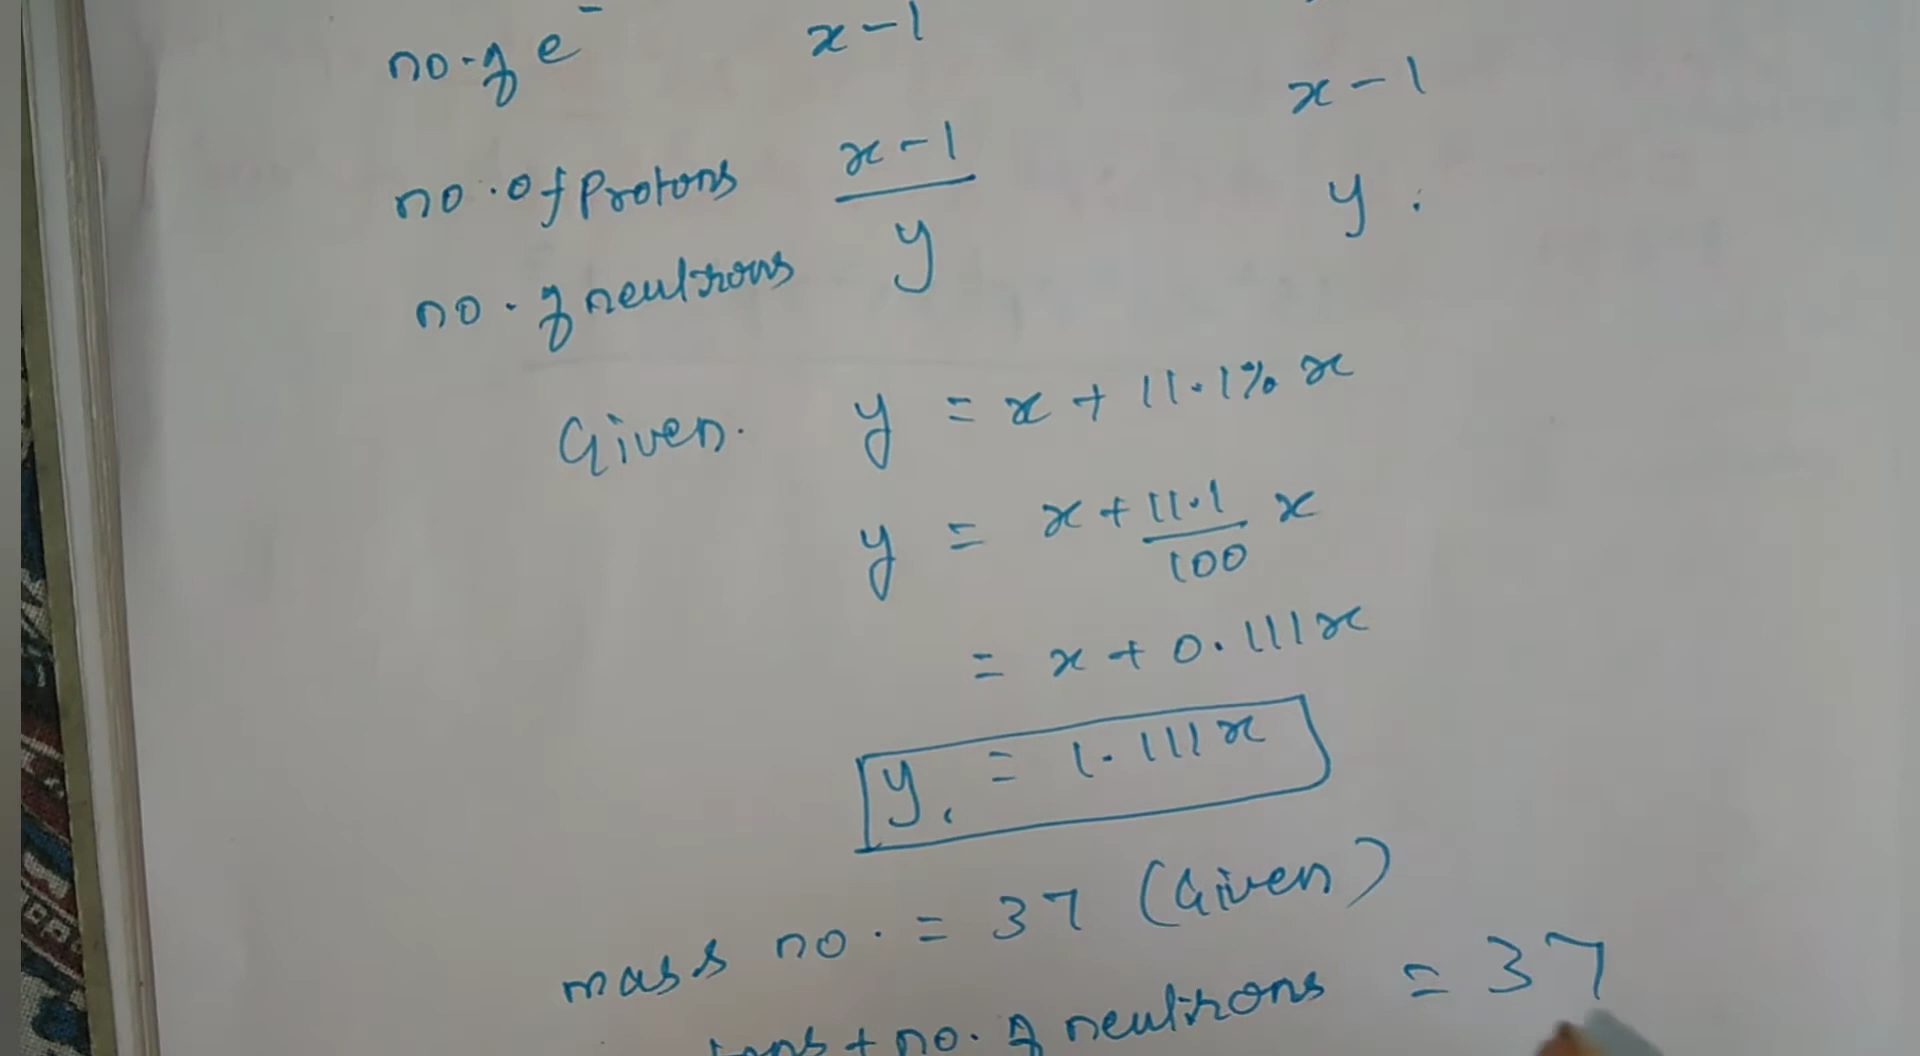 no. of e⁻ x-1
x-1
no. of Protons x-1
no. of neutrons y y.
Given. y = x + 11.1% x
y = x + 11.1/100 x
= x + 0.111x
y. = 1.111x
mass no. = 37 (Given)
+ no. of neutrons = 37